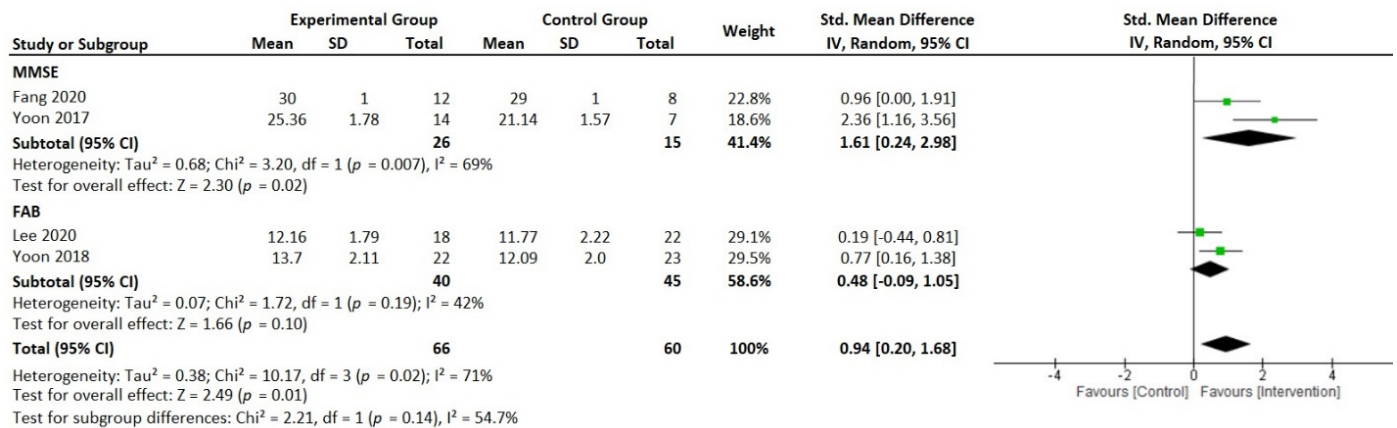 Experimental Group Control Group Weight Std. Mean Difference Std. Mean Difference
Study or Subgroup Mean SD Total Mean SD Total IV, Random, 95% CI IV, Random, 95% CI
MMSE
Fang 2020 30 1 12 29 1 8 22.8% 0.96 [0.00, 1.91]
Yoon 2017 25.36 1.78 14 21.14 1.57 7 18.6% 2.36 [1.16, 3.56]
Subtotal (95% CI) 26 15 41.4% 1.61 [0.24, 2.98]
Heterogeneity: Tau² = 0.68; Chi² = 3.20, df = 1 (p = 0.007), I² = 69%
Test for overall effect: Z = 2.30 (p = 0.02)
FAB
Lee 2020 12.16 1.79 18 11.77 2.22 22 29.1% 0.19 [-0.44, 0.81]
Yoon 2018 13.7 2.11 22 12.09 2.0 23 29.5% 0.77 [0.16, 1.38]
Subtotal (95% CI) 40 45 58.6% 0.48 [-0.09, 1.05]
Heterogeneity: Tau² = 0.07; Chi² = 1.72, df = 1 (p = 0.19); I² = 42%
Test for overall effect: Z = 1.66 (p = 0.10)
Total (95% CI) 66 60 100% 0.94 [0.20, 1.68]
Heterogeneity: Tau² = 0.38; Chi² = 10.17, df = 3 (p = 0.02); I² = 71%
Test for overall effect: Z = 2.49 (p = 0.01)
Test for subgroup differences: Chi² = 2.21, df = 1 (p = 0.14), I² = 54.7%
-4 -2 0 2 4
Favours [Control] Favours [Intervention]